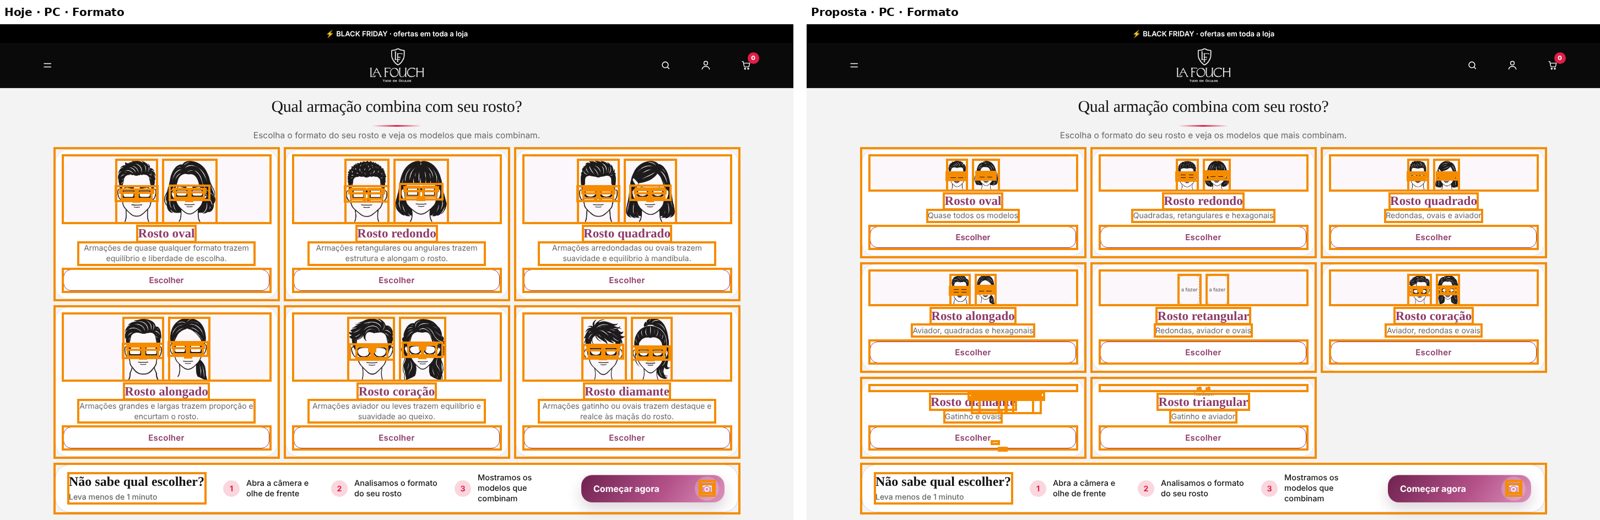 Hoje · PC · Formato
⚡ BLACK FRIDAY · ofertas em toda a loja
LA FOUCH
TUDO EM ÓCULOS
0
Qual armação combina com seu rosto?
Escolha o formato do seu rosto e veja os modelos que mais combinam.
Rosto oval
Armações de quase qualquer formato trazem
equilíbrio e liberdade de escolha.
Escolher
Rosto redondo
Armações retangulares ou angulares trazem
estrutura e alongam o rosto.
Escolher
Rosto quadrado
Armações arredondadas ou ovais trazem
suavidade e equilíbrio à mandíbula.
Escolher
Rosto alongado
Armações grandes e largas trazem proporção e
encurtam o rosto.
Escolher
Rosto coração
Armações aviador ou leves trazem equilíbrio e
suavidade ao queixo.
Escolher
Rosto diamante
Armações gatinho ou ovais trazem destaque e
realce às maçãs do rosto.
Escolher
Não sabe qual escolher?
Leva menos de 1 minuto
1
Abra a câmera e
olhe de frente
2
Analisamos o formato
do seu rosto
3
Mostramos os
modelos que
combinam
Começar agora
Proposta · PC · Formato
⚡ BLACK FRIDAY · ofertas em toda a loja
LA FOUCH
TUDO EM ÓCULOS
0
Qual armação combina com seu rosto?
Escolha o formato do seu rosto e veja os modelos que mais combinam.
Rosto oval
Quase todos os modelos
Escolher
Rosto redondo
Quadradas, retangulares e hexagonais
Escolher
Rosto quadrado
Redondas, ovais e aviador
Escolher
Rosto alongado
Aviador, quadradas e hexagonais
Escolher
a fazer
a fazer
Rosto retangular
Redondas, aviador e ovais
Escolher
Rosto coração
Aviador, redondas e ovais
Escolher
Rosto diamante
Gatinho e ovais
Escolher
Rosto triangular
Gatinho e aviador
Escolher
Não sabe qual escolher?
Leva menos de 1 minuto
1
Abra a câmera e
olhe de frente
2
Analisamos o formato
do seu rosto
3
Mostramos os
modelos que
combinam
Começar agora